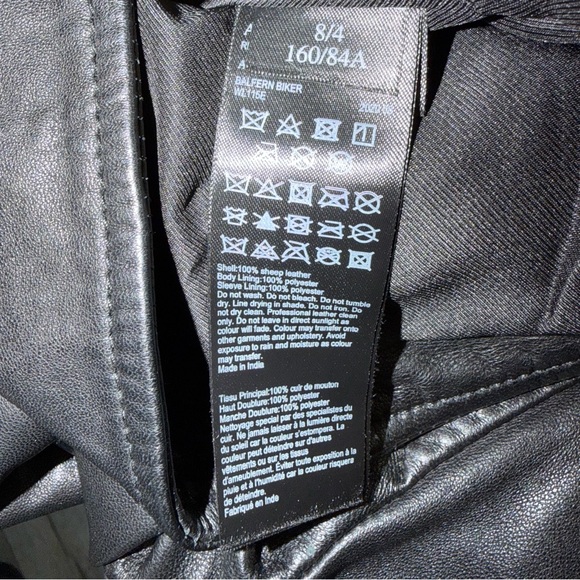 8/4
160/84A
BALFERN BIKER
WL115E
Shell:100% sheep leather
Body Lining:100% polyester
Sleeve Lining:100% polyester
Do not wash. Do not bleach. Do not tumble
dry. Line drying in shade. Do not iron. Do
not dry clean. Professional leather clean
only. Do not leave in direct sunlight as
colour will fade. Colour may transfer onto
other garments and upholstery. Avoid
exposure to rain and moisture as colour
may transfer.
Made in India
Tissu Principal:100% cuir de mouton
Haut Doublure:100% polyester
Mancha Doublure:100% polyester
Nettoyage special par des specialistes du
cuir. Ne jamais laisser à la lumière directe
du soleil car la couleur s'estompera. La
couleur peut déteindre sur d'autres
vêtements ou sur les tissus
d'ameublement. Éviter toute exposition à la
pluie et à l'humidité car la couleur risquera
de déteindre.
Fabriqué en Inde